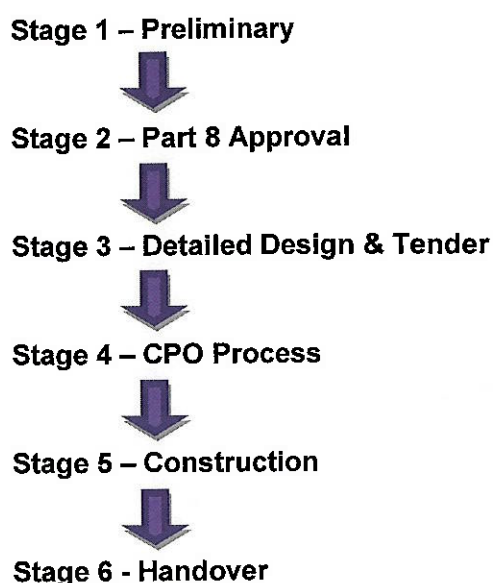 Stage 1 – Preliminary
Stage 2 – Part 8 Approval
Stage 3 – Detailed Design & Tender
Stage 4 – CPO Process
Stage 5 – Construction
Stage 6 - Handover